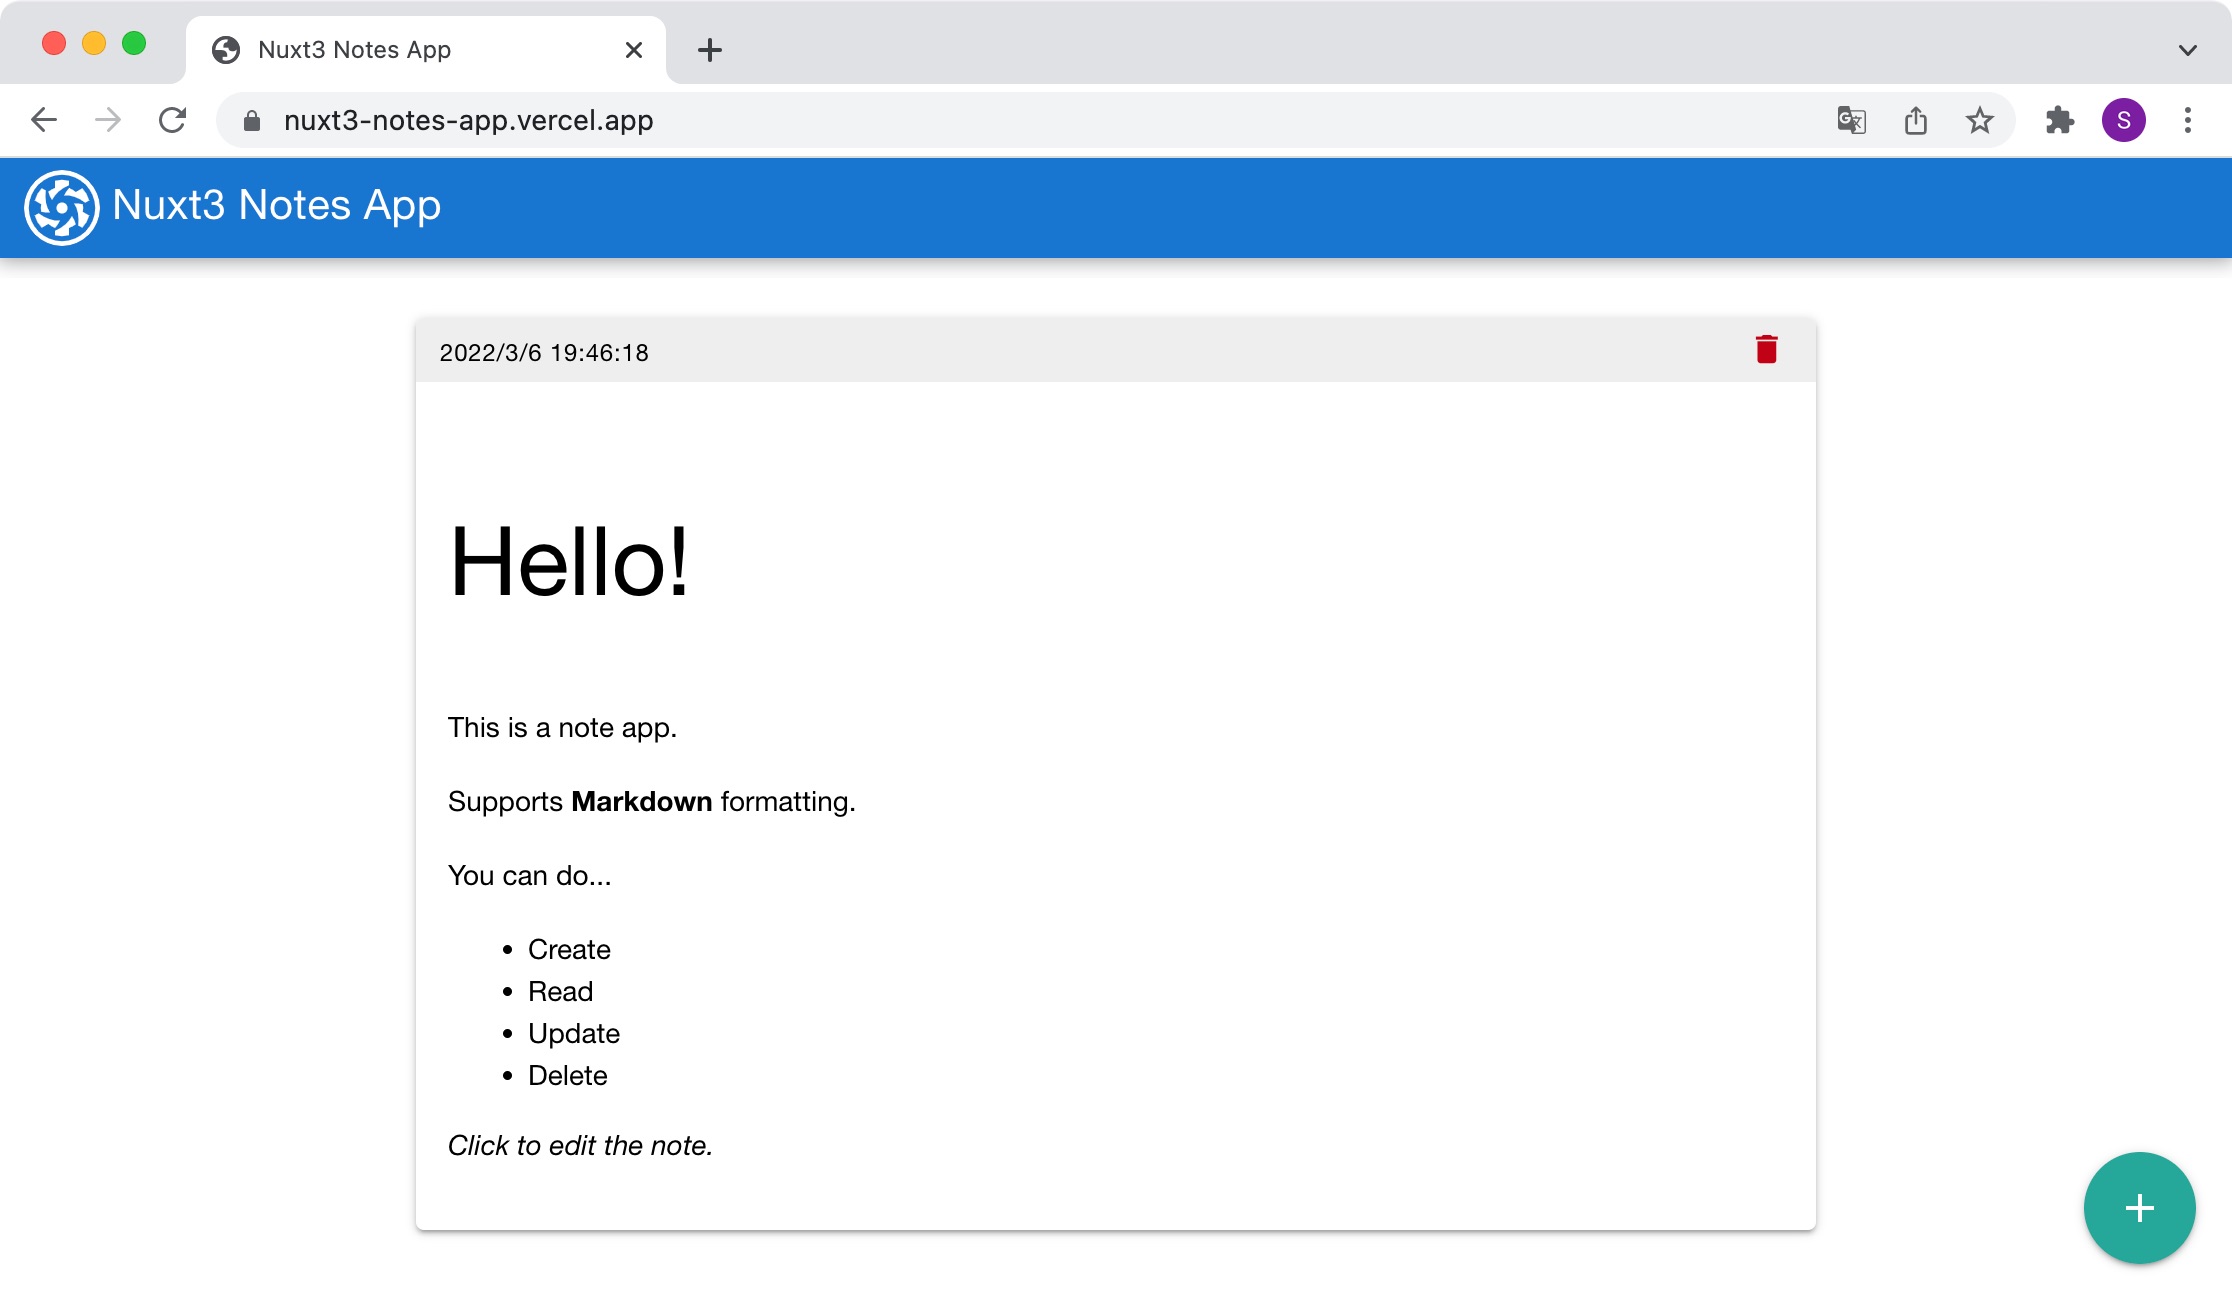 Nuxt3 Notes App
nuxt3-notes-app.vercel.app
S
Nuxt3 Notes App
2022/3/6 19:46:18
Hello!
This is a note app.
Supports Markdown formatting.
You can do...
• Create
• Read
• Update
• Delete
Click to edit the note.